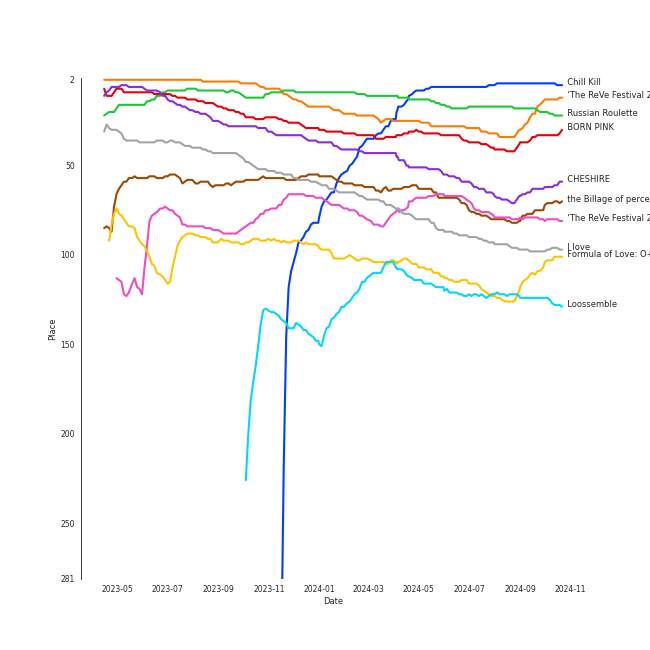 2
50
100
150
200
250
281
Place
2023-05
2023-07
2023-09
2023-11
2024-01
2024-03
2024-05
2024-07
2024-09
2024-11
Date
Chill Kill
'The ReVe Festival 2
Russian Roulette
BORN PINK
CHESHIRE
the Billage of perce
'The ReVe Festival 2
I love
Formula of Love: O+
Loossemble